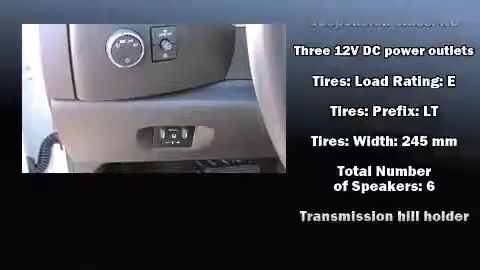 Three 12V DC power outlets
Tires: Load Rating: E
Tires: Prefix: LT
Tires: Width: 245 mm
Total Number
of Speakers: 6
Transmission hill holder